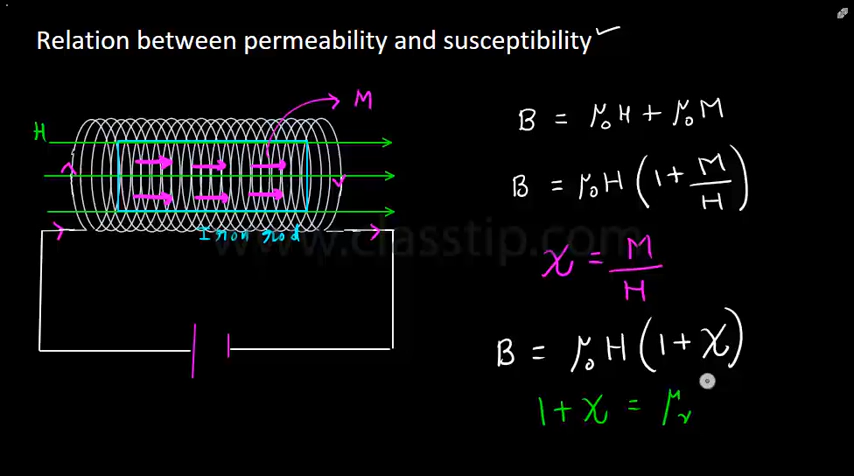 Relation between permeability and susceptibility
H
M
Iron rod
www.classtip.com
B = μ₀H + μ₀M
B = μ₀H (1 + M/H)
χ = M/H
B = μ₀H (1 + χ)
1 + χ = μr